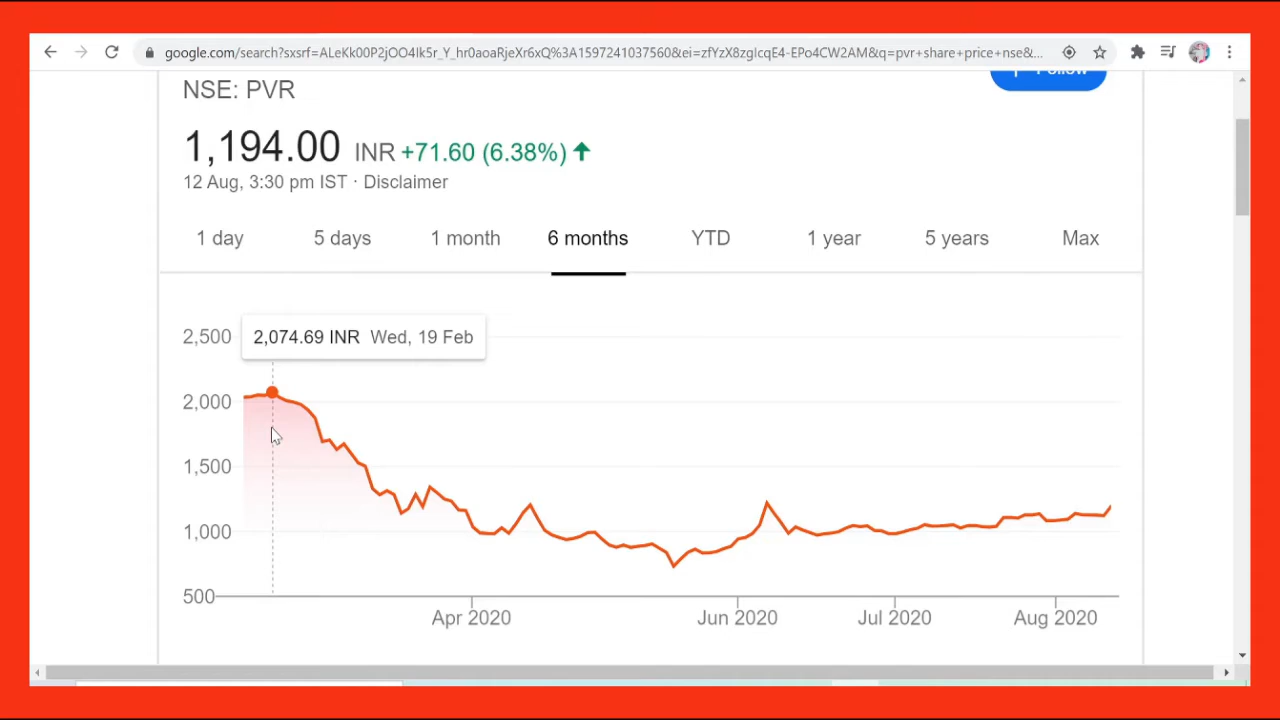 google.com/search?sxsrf=ALeKk00P2jOO4Ik5r_Y_hr0aoaRjeXr6xQ%3A1597241037560&ei=zfYzX8zgIcqE4-EPo4CW2AM&q=pvr+share+price+nse&...
Follow
NSE: PVR
1,194.00 INR +71.60 (6.38%)
12 Aug, 3:30 pm IST · Disclaimer
1 day 5 days 1 month 6 months YTD 1 year 5 years Max
2,500
2,074.69 INR Wed, 19 Feb
2,000
1,500
1,000
500
Apr 2020 Jun 2020 Jul 2020 Aug 2020